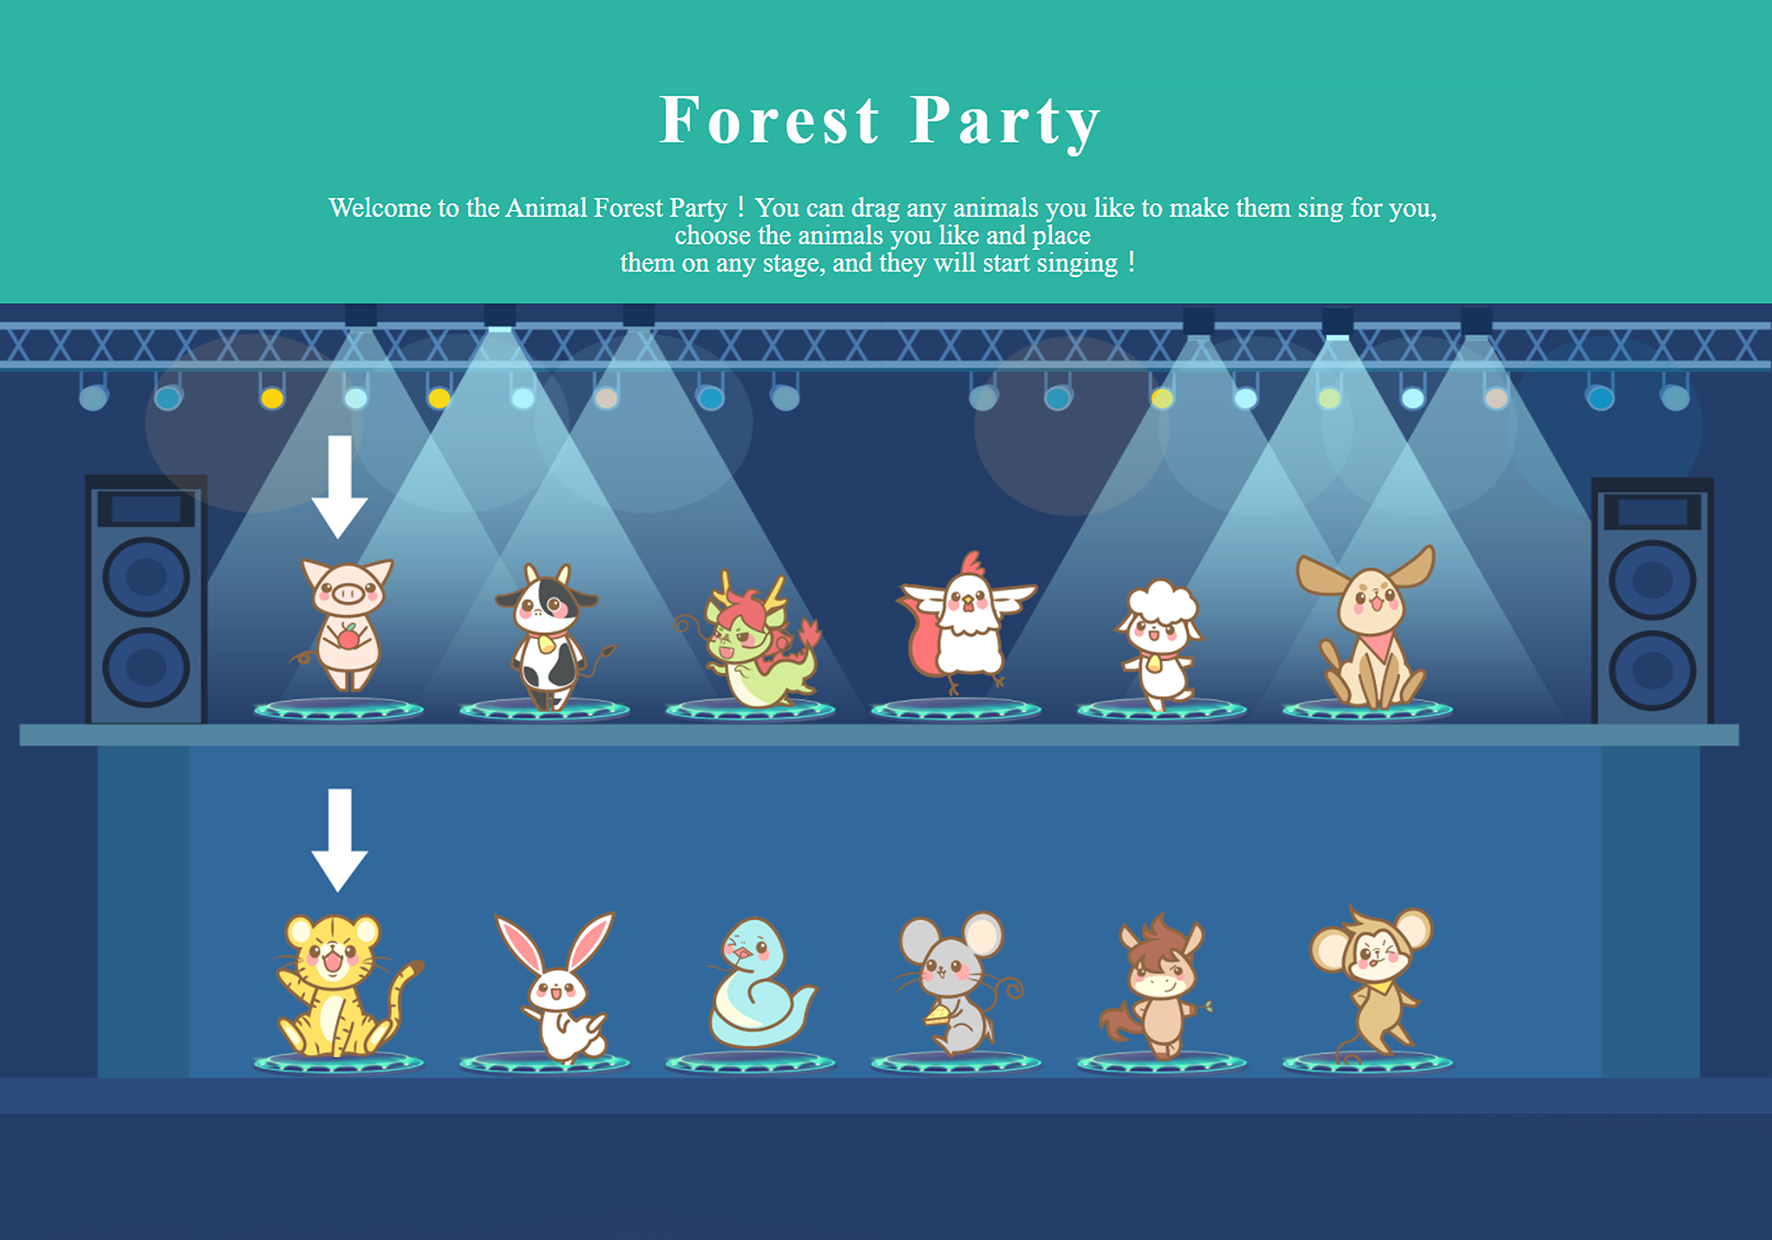 Forest Party
Welcome to the Animal Forest Party！You can drag any animals you like to make them sing for you,
choose the animals you like and place
them on any stage, and they will start singing！